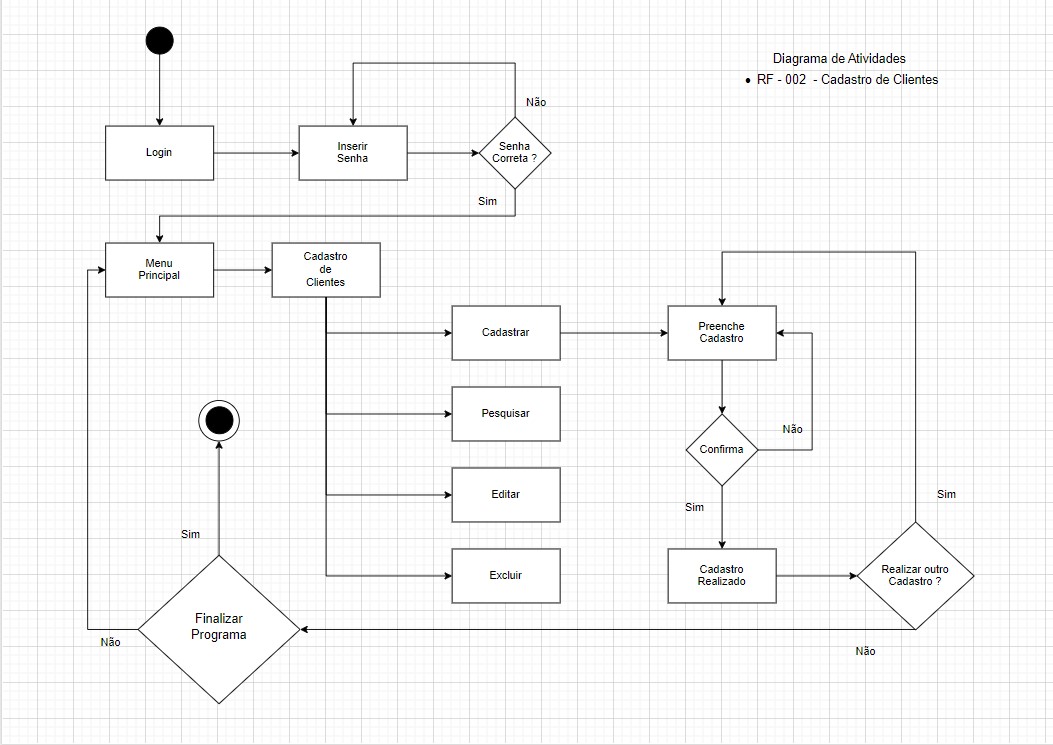 Diagrama de Atividades
• RF - 002 - Cadastro de Clientes
Não
Login
Inserir
Senha
Senha
Correta ?
Sim
Menu
Principal
Cadastro
de
Clientes
Cadastrar
Preenche
Cadastro
Pesquisar
Não
Confirma
Editar
Sim
Sim
Sim
Excluir
Cadastro
Realizado
Realizar outro
Cadastro ?
Finalizar
Programa
Não
Não